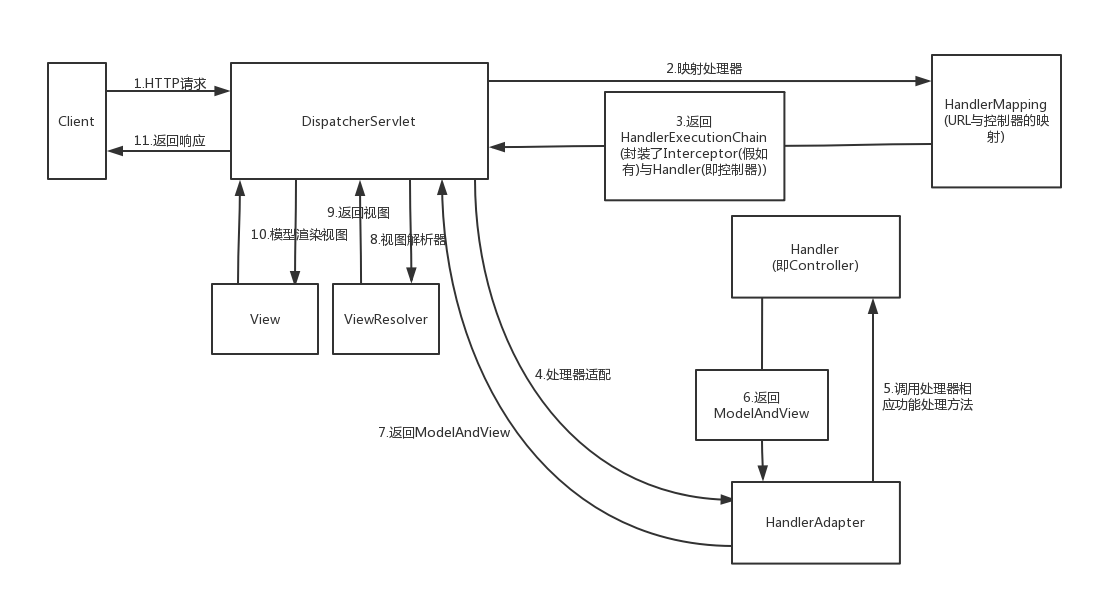 Client
1.HTTP请求
11.返回响应
DispatcherServlet
2.映射处理器
3.返回
HandlerExecutionChain
(封装了Interceptor(假如
有)与Handler(即控制器))
HandlerMapping
(URL与控制器的映
射)
9.返回视图
10.模型渲染视图
8.视图解析器
View
ViewResolver
Handler
(即Controller)
4.处理器适配
6.返回
ModelAndView
5.调用处理器相
应功能处理方法
7.返回ModelAndView
HandlerAdapter